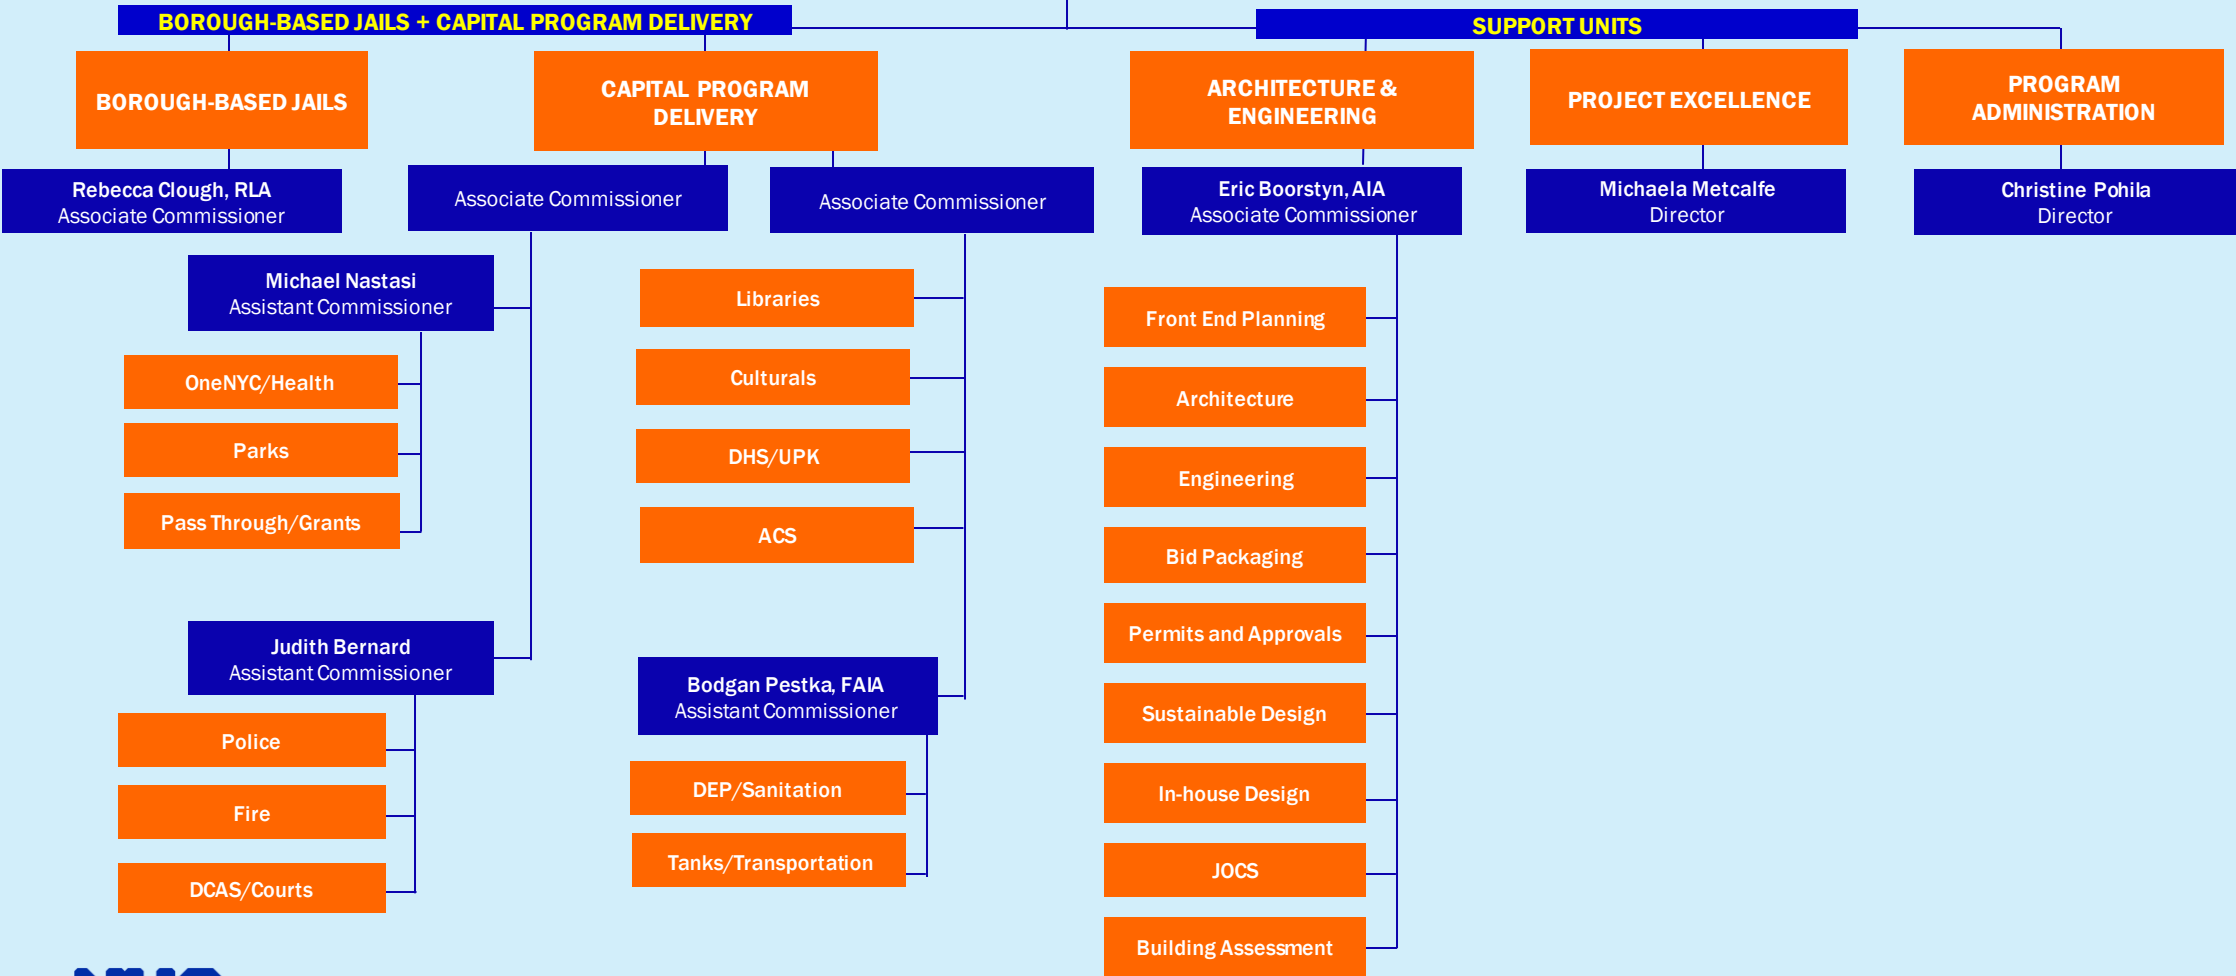 BOROUGH-BASED JAILS + CAPITAL PROGRAM DELIVERY
SUPPORT UNITS
BOROUGH-BASED JAILS
CAPITAL PROGRAM
DELIVERY
ARCHITECTURE &
ENGINEERING
PROJECT EXCELLENCE
PROGRAM
ADMINISTRATION
Rebecca Clough, RLA
Associate Commissioner
Associate Commissioner
Associate Commissioner
Eric Boorstyn, AIA
Associate Commissioner
Michaela Metcalfe
Director
Christine Pohila
Director
Michael Nastasi
Assistant Commissioner
OneNYC/Health
Parks
Pass Through/Grants
Judith Bernard
Assistant Commissioner
Police
Fire
DCAS/Courts
Libraries
Culturals
DHS/UPK
ACS
Bodgan Pestka, FAIA
Assistant Commissioner
DEP/Sanitation
Tanks/Transportation
Front End Planning
Architecture
Engineering
Bid Packaging
Permits and Approvals
Sustainable Design
In-house Design
JOCS
Building Assessment